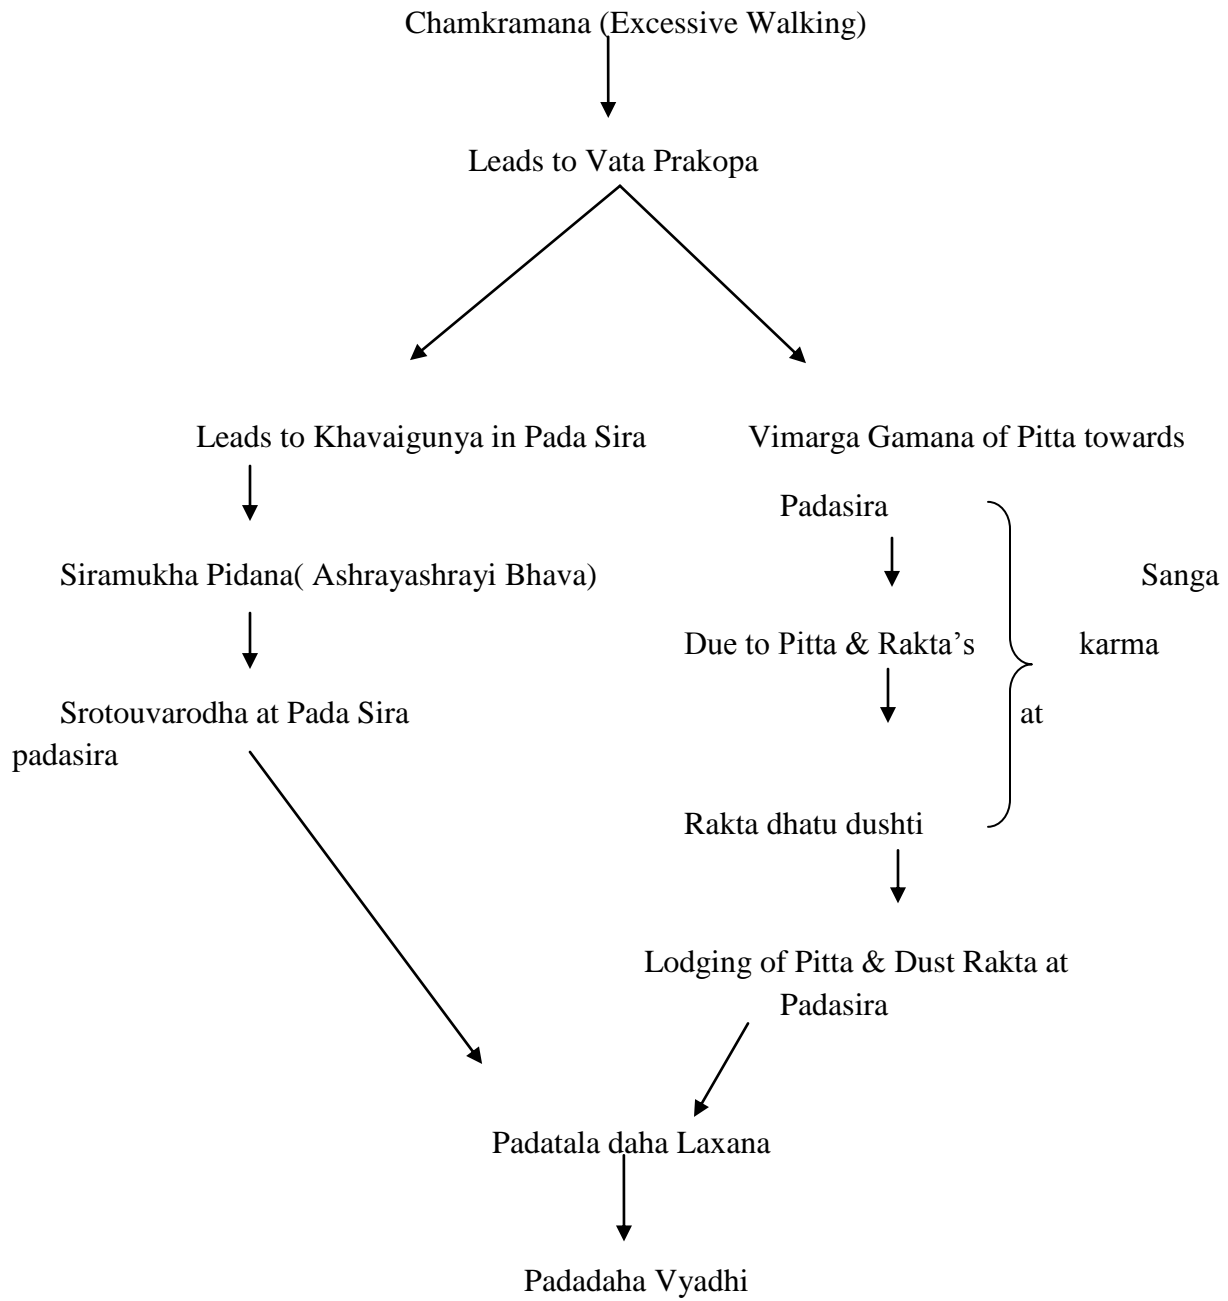 Chamkramana (Excessive Walking)
Leads to Vata Prakopa
Leads to Khavaigunya in Pada Sira Vimarga Gamana of Pitta towards
Padasira
Siramukha Pidana( Ashrayashrayi Bhava) Sanga
Due to Pitta & Rakta’s karma
Srotouvarodha at Pada Sira at
padasira
Rakta dhatu dushti
Lodging of Pitta & Dust Rakta at
Padasira
Padatala daha Laxana
Padadaha Vyadhi